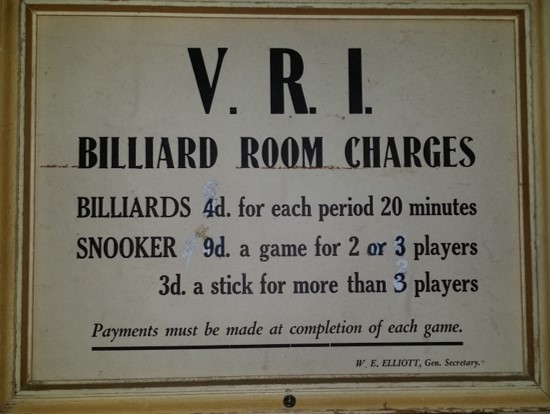 V. R. I.
BILLIARD ROOM CHARGES
BILLIARDS 4d. for each period 20 minutes
SNOOKER 9d. a game for 2 or 3 players
3d. a stick for more than 3 players
Payments must be made at completion of each game.
W. E. ELLIOTT, Gen. Secretary.